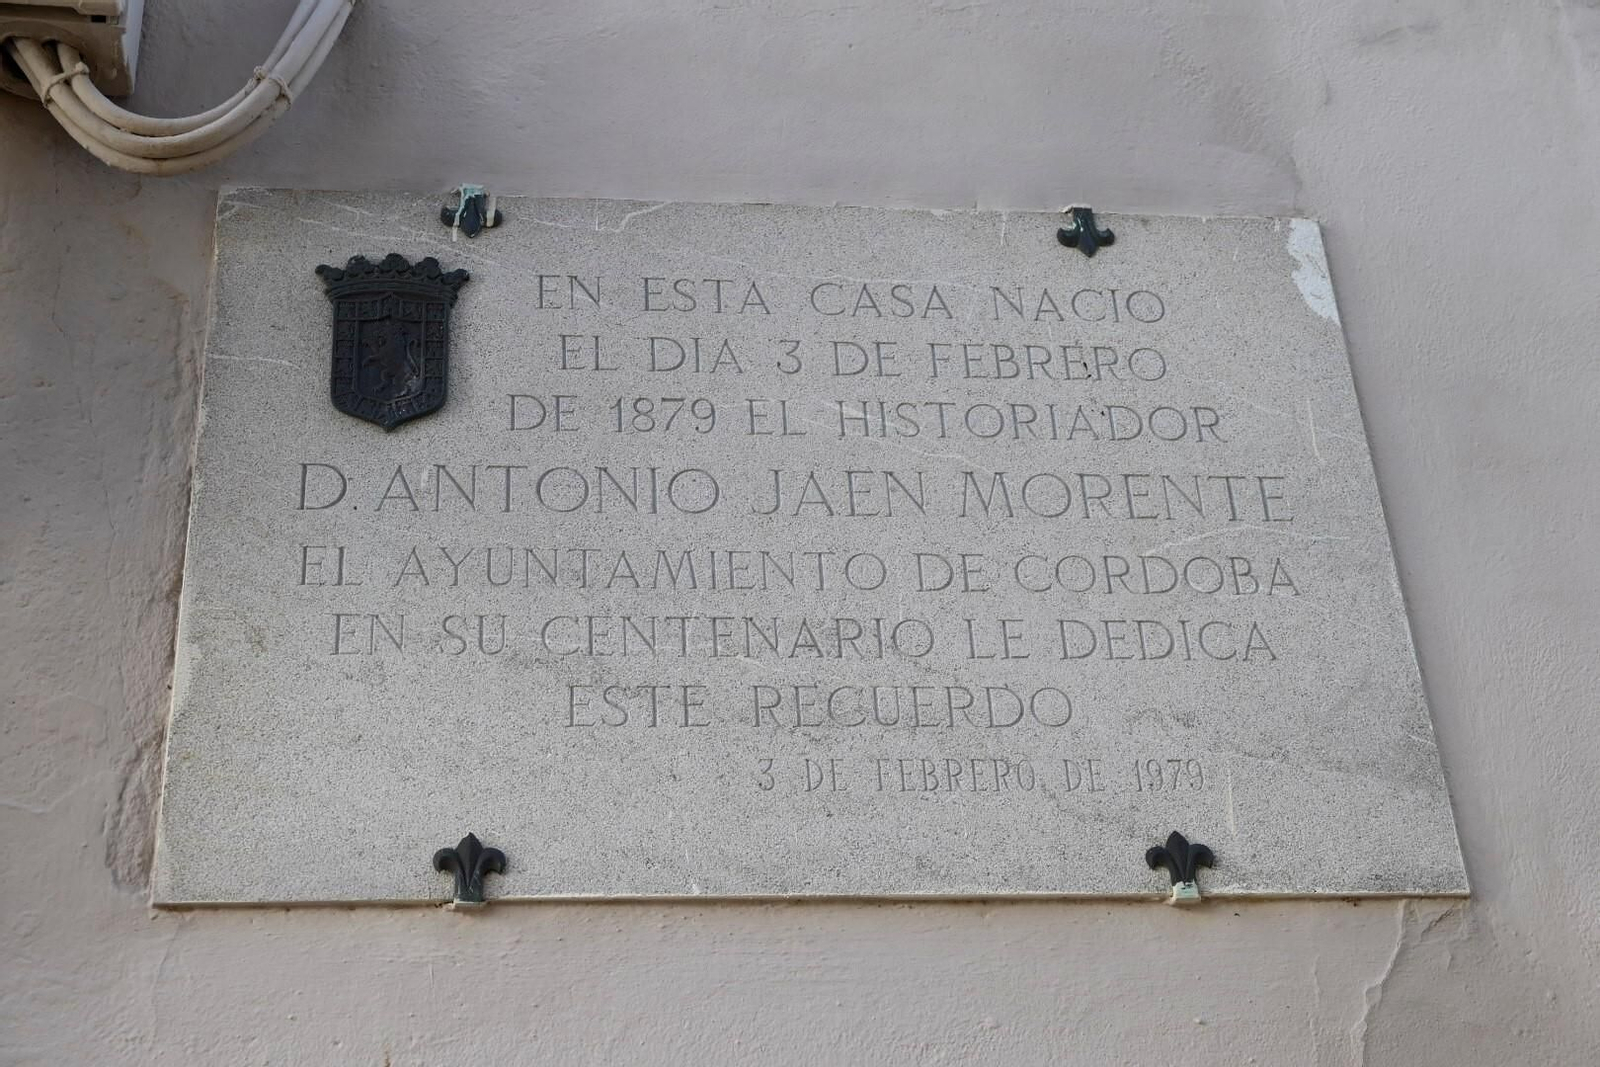 EN ESTA CASA NACIO
EL DIA 3 DE FEBRERO
DE 1879 EL HISTORIADOR
D. ANTONIO JAEN MORENTE
EL AYUNTAMIENTO DE CORDOBA
EN SU CENTENARIO LE DEDICA
ESTE RECUERDO
3 DE FEBRERO DE 1979